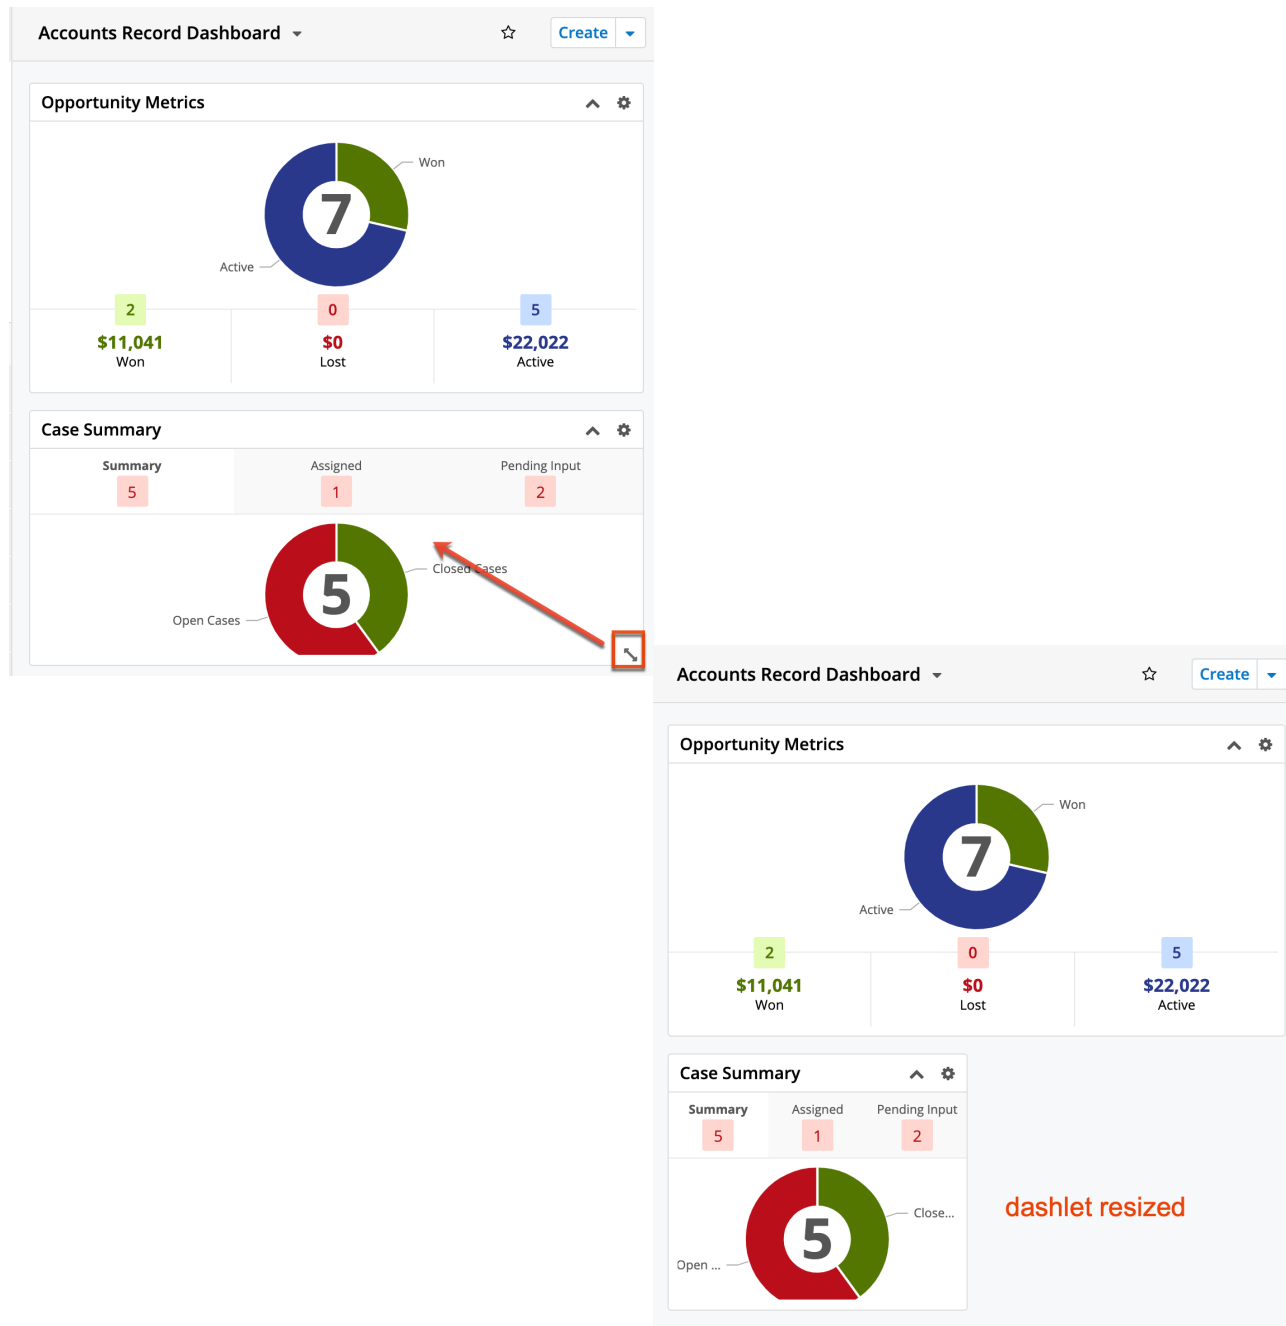 Accounts Record Dashboard
Create
Opportunity Metrics
7
Won
Active
2
0
5
$11,041
$0
$22,022
Won
Lost
Active
Case Summary
Summary
Assigned
Pending Input
5
1
2
5
Closed Cases
Open Cases
Accounts Record Dashboard
Create
Opportunity Metrics
7
Won
Active
2
0
5
$11,041
$0
$22,022
Won
Lost
Active
Case Summary
Summary
Assigned
Pending Input
5
1
2
5
Close...
Open ...
dashlet resized